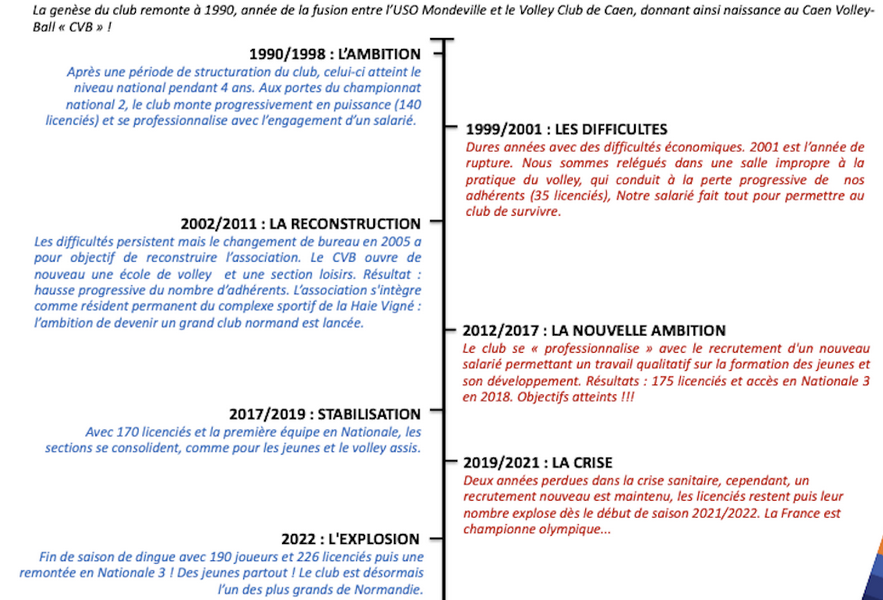 La genèse du club remonte à 1990, année de la fusion entre l'USO Mondeville et le Volley Club de Caen, donnant ainsi naissance au Caen Volley-
Ball « CVB » !
1990/1998 : L'AMBITION
Après une période de structuration du club, celui-ci atteint le
niveau national pendant 4 ans. Aux portes du championnat
national 2, le club monte progressivement en puissance (140
licenciés) et se professionnalise avec l'engagement d'un salarié.
1999/2001 : LES DIFFICULTES
Dures années avec des difficultés économiques. 2001 est l'année de
rupture. Nous sommes relégués dans une salle impropre à la
pratique du volley, qui conduit à la perte progressive de nos
adhérents (35 licenciés), Notre salarié fait tout pour permettre au
club de survivre.
2002/2011 : LA RECONSTRUCTION
Les difficultés persistent mais le changement de bureau en 2005 a
pour objectif de reconstruire l'association. Le CVB ouvre de
nouveau une école de volley et une section loisirs. Résultat :
hausse progressive du nombre d'adhérents. L'association s'intègre
comme résident permanent du complexe sportif de la Haie Vigné :
l'ambition de devenir un grand club normand est lancée.
2012/2017 : LA NOUVELLE AMBITION
Le club se « professionnalise » avec le recrutement d'un nouveau
salarié permettant un travail qualitatif sur la formation des jeunes et
son développement. Résultats : 175 licenciés et accès en Nationale 3
en 2018. Objectifs atteints !!!
2017/2019 : STABILISATION
Avec 170 licenciés et la première équipe en Nationale, les
sections se consolident, comme pour les jeunes et le volley assis.
2019/2021 : LA CRISE
Deux années perdues dans la crise sanitaire, cependant, un
recrutement nouveau est maintenu, les licenciés restent puis leur
nombre explose dès le début de saison 2021/2022. La France est
championne olympique...
2022 : L'EXPLOSION
Fin de saison de dingue avec 190 joueurs et 226 licenciés puis une
remontée en Nationale 3 ! Des jeunes partout ! Le club est désormais
l'un des plus grands de Normandie.